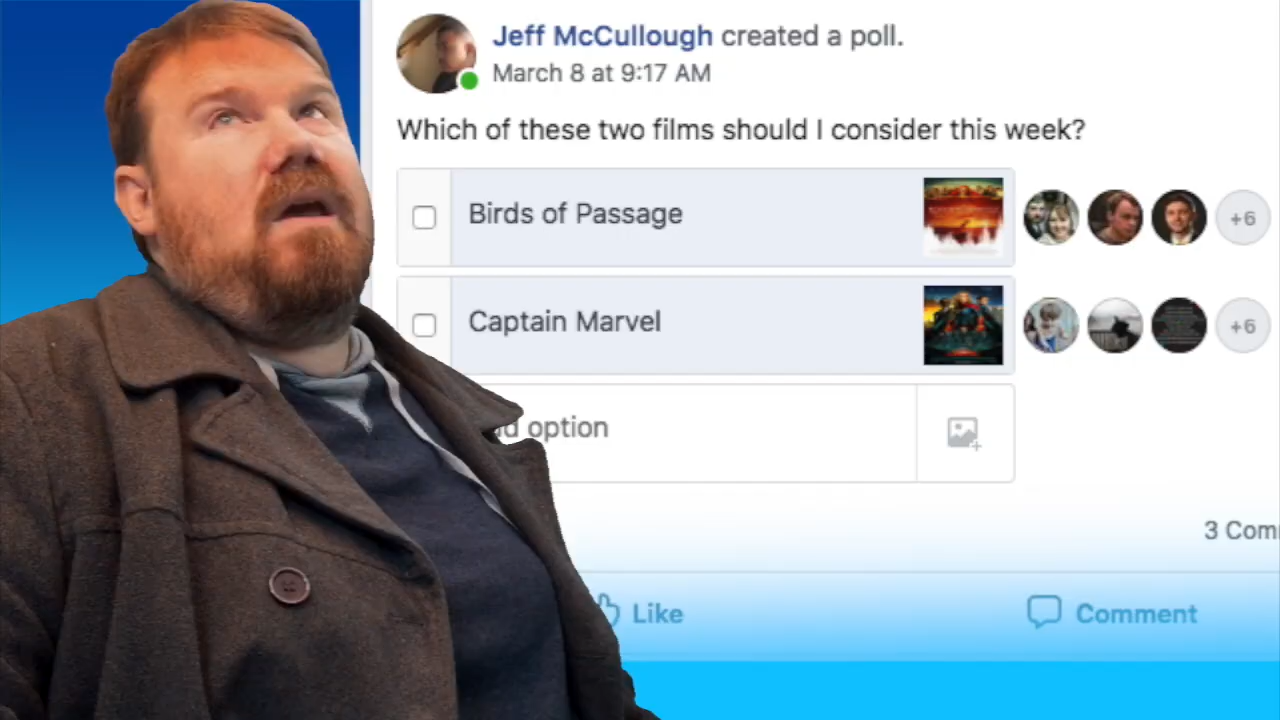 Jeff McCullough created a poll.
March 8 at 9:17 AM
Which of these two films should I consider this week?
Birds of Passage
+6
Captain Marvel
+6
option
3
Like
Comment